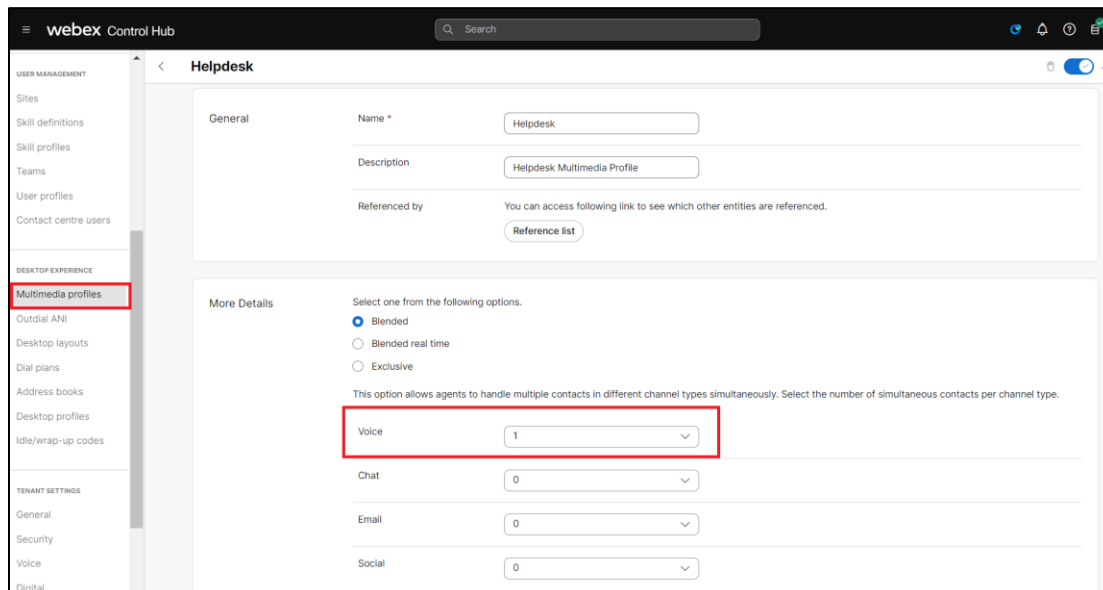 webex Control Hub
Search
USER MANAGEMENT
Sites
Skill definitions
Skill profiles
Teams
User profiles
Contact centre users
DESKTOP EXPERIENCE
Multimedia profiles
Outdial ANI
Desktop layouts
Dial plans
Address books
Desktop profiles
Idle/wrap-up codes
TENANT SETTINGS
General
Security
Voice
Digital
Helpdesk
General
Name *
Helpdesk
Description
Helpdesk Multimedia Profile
Referenced by
You can access following link to see which other entities are referenced.
Reference list
More Details
Select one from the following options.
Blended
Blended real time
Exclusive
This option allows agents to handle multiple contacts in different channel types simultaneously. Select the number of simultaneous contacts per channel type.
Voice
1
Chat
0
Email
0
Social
0